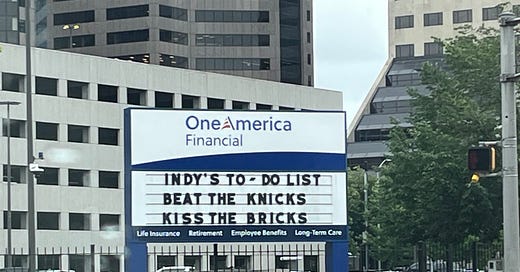 OneAmerica
Financial
INDY'S TO-DO LIST
BEAT THE KNICKS
KISS THE BRICKS
Life Insurance Retirement Employee Benefits Long-Term Care